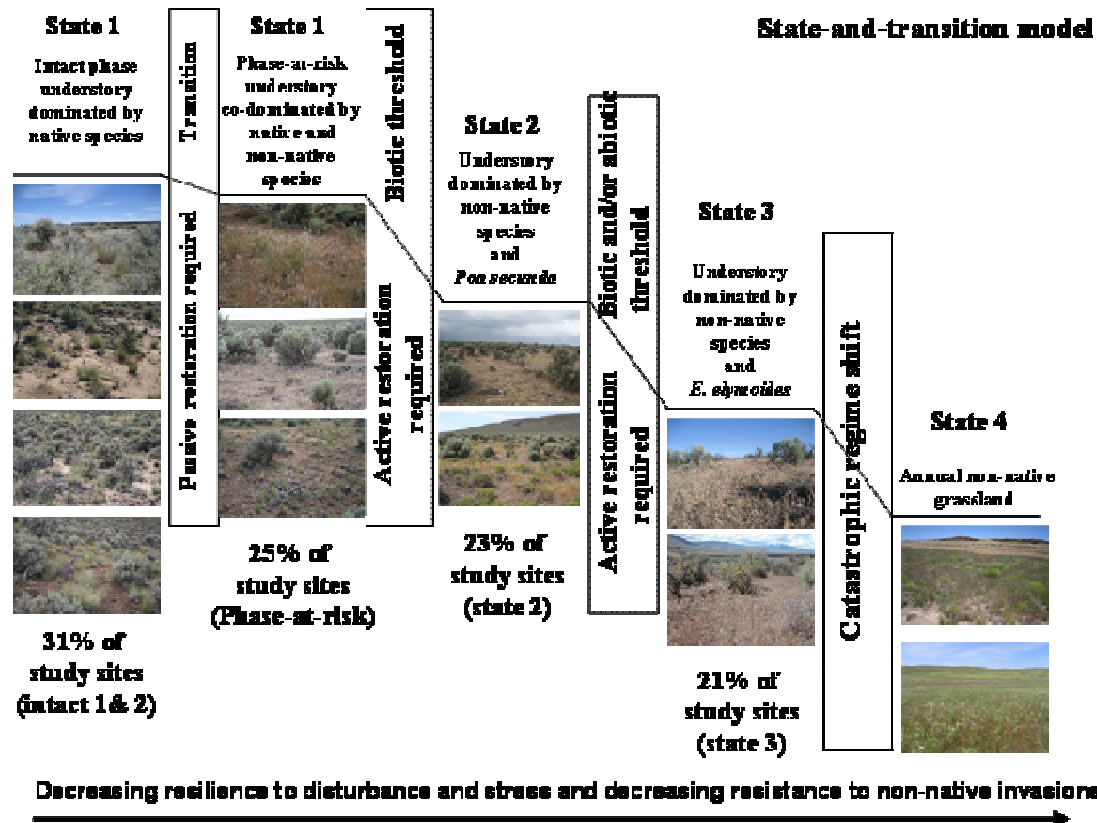 State-and-transition model
State 1
Intact phase
understory
dominated by
native species
31% of
study sites
(intact 1& 2)
Transition
Passive restoration required
State 1
Phase-at-risk
understory
co-dominated by
native and
non-native
species
25% of
study sites
(Phase-at-risk)
Biotic threshold
Active restoration
required
State 2
Understory
dominated by
non-native
species
and
Poa secunda
23% of
study sites
(state 2)
Biotic and/or abiotic
threshold
Active restoration
required
State 3
Understory
dominated by
non-native
species
and
E. elymoides
21% of
study sites
(state 3)
Catastrophic regime shift
State 4
Annual non-native
grassland
Decreasing resilience to disturbance and stress and decreasing resistance to non-native invasions